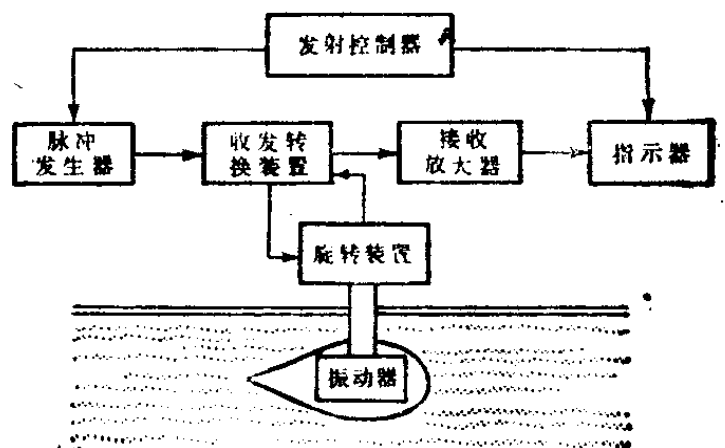 发射控制器
脉冲
发生器
收发转
换装置
接收
放大器
指示器
旋转装置
振动器